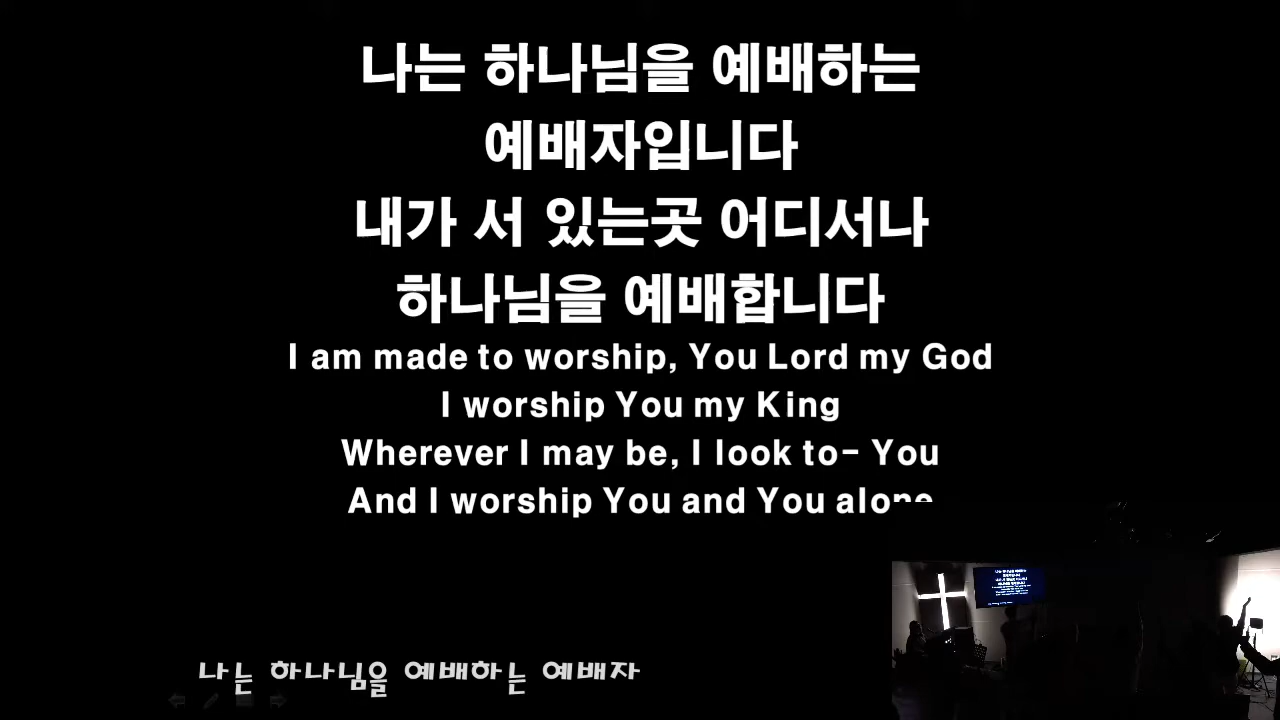 나는 하나님을 예배하는
예배자입니다
내가 서 있는곳 어디서나
하나님을 예배합니다
I am made to worship, You Lord my God
I worship You my King
Wherever I may be, I look to- You
And I worship You and You alone
나는 하나님을 예배하는 예배자